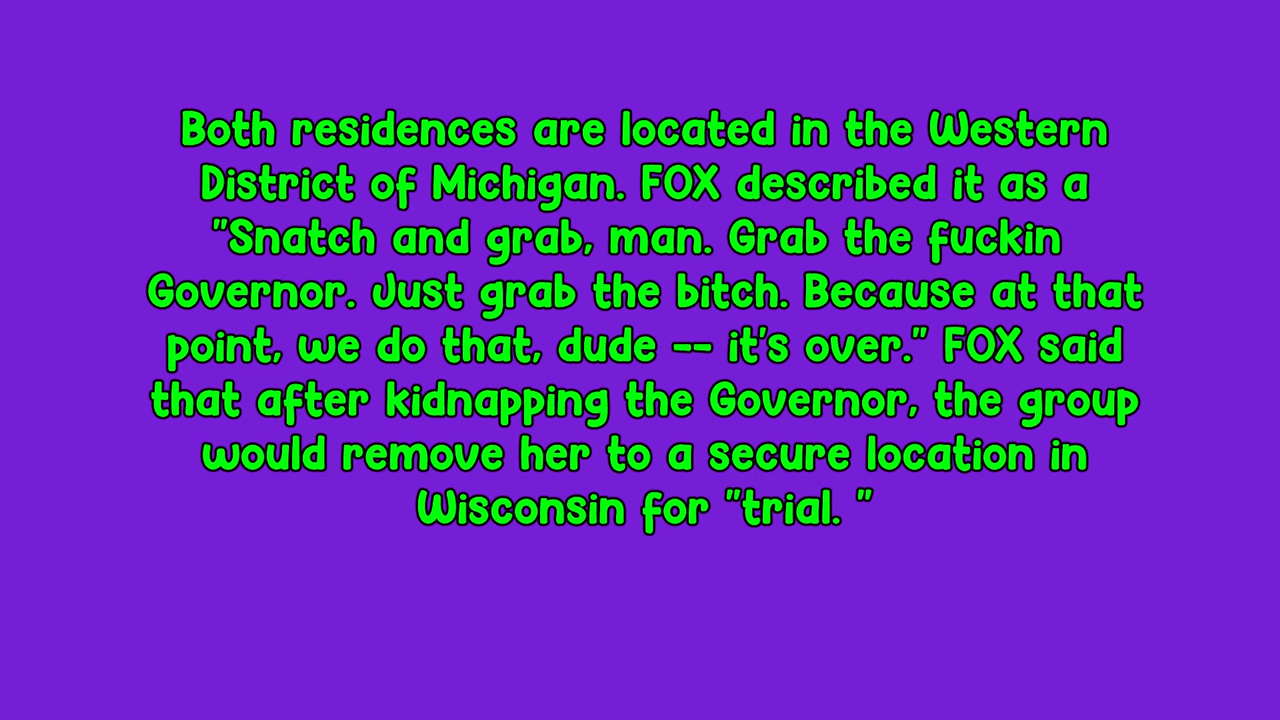 Both residences are located in the Western
District of Michigan. FOX described it as a
"Snatch and grab, man. Grab the fuckin
Governor. Just grab the bitch. Because at that
point, we do that, dude -- it's over." FOX said
that after kidnapping the Governor, the group
would remove her to a secure location in
Wisconsin for "trial. "